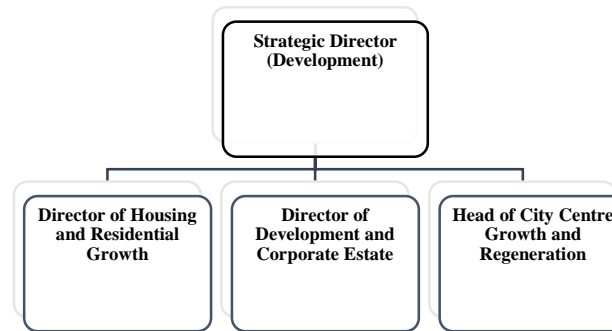 Strategic Director
(Development)
Director of Housing
and Residential
Growth
Director of
Development and
Corporate Estate
Head of City Centre
Growth and
Regeneration